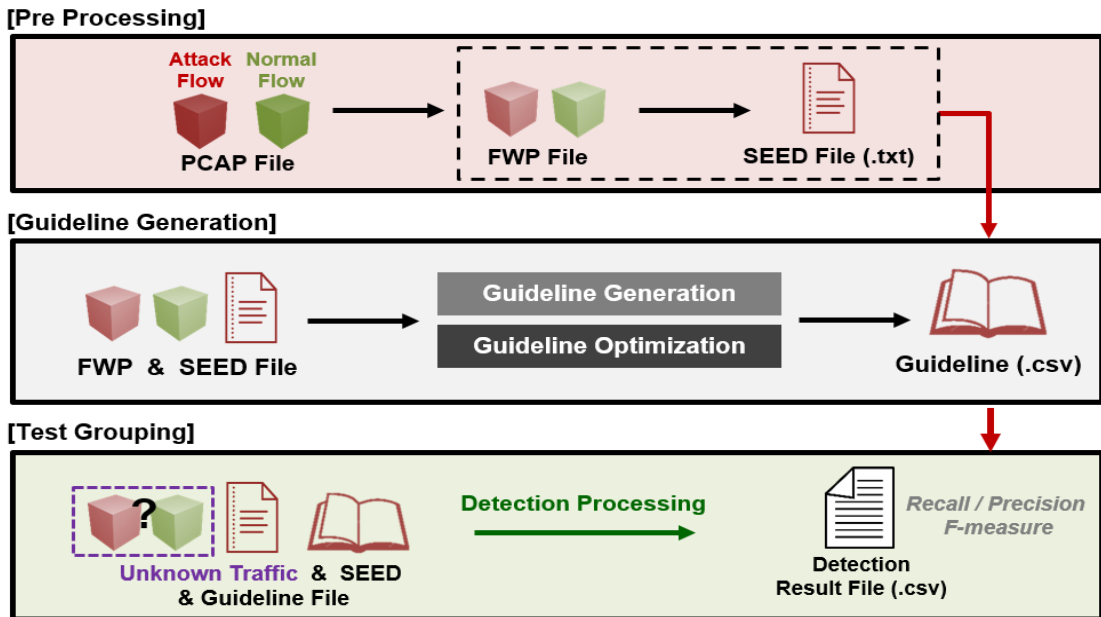 [Pre Processing]
Attack
Flow
Normal
Flow
PCAP File
FWP File
SEED File (.txt)
[Guideline Generation]
FWP & SEED File
Guideline Generation
Guideline Optimization
Guideline (.csv)
[Test Grouping]
?
Unknown Traffic & SEED
& Guideline File
Detection Processing
Recall / Precision
F-measure
Detection
Result File (.csv)